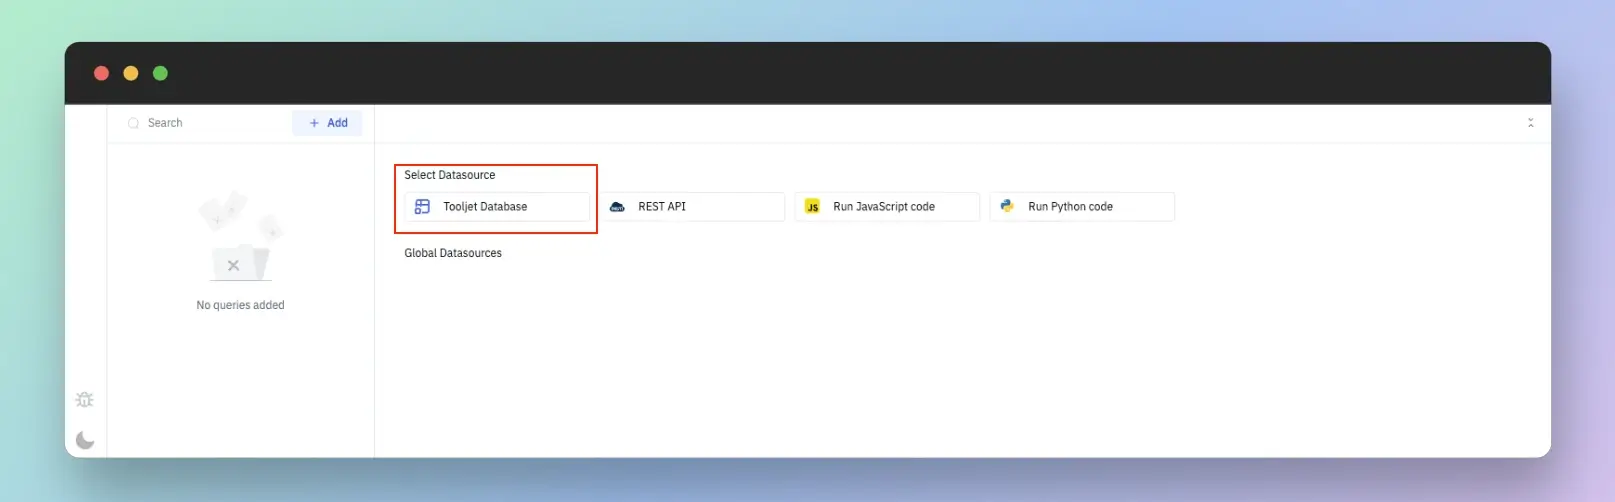 Search
+ Add
No queries added
Select Datasource
Tooljet Database
REST API
JS Run JavaScript code
Run Python code
Global Datasources